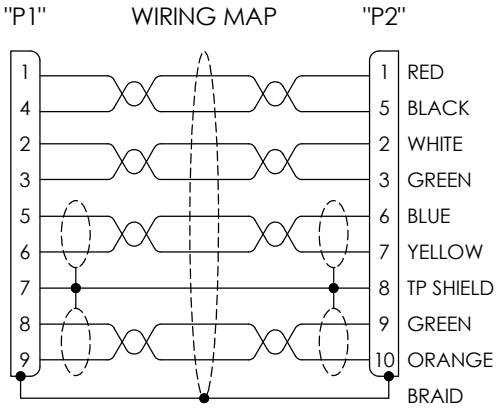 "P1" WIRING MAP "P2"
1 1 RED
4 5 BLACK
2 2 WHITE
3 3 GREEN
5 6 BLUE
6 7 YELLOW
7 8 TP SHIELD
8 9 GREEN
9 10 ORANGE
BRAID